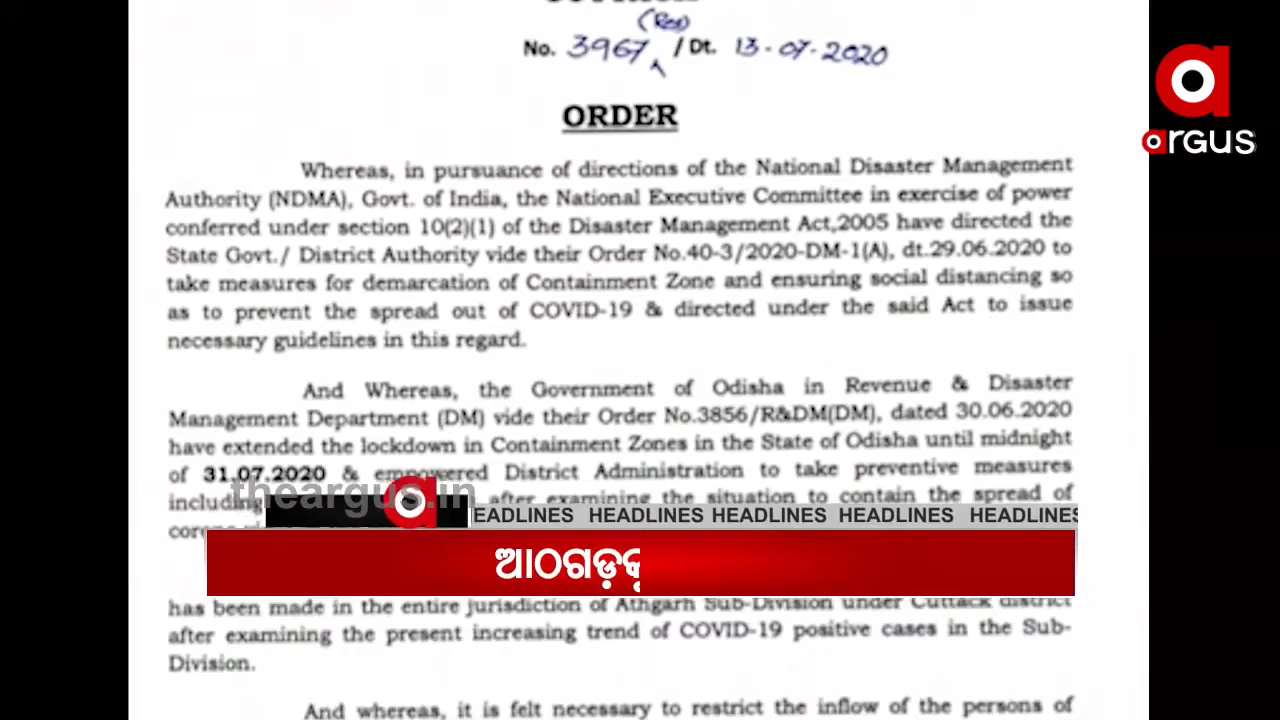 (Res)
No. 3967 / Dt. 13-07-2020
ORDER
Whereas, in pursuance of directions of the National Disaster Management
Authority (NDMA), Govt. of India, the National Executive Committee in exercise of power
conferred under section 10(2)(1) of the Disaster Management Act,2005 have directed the
State Govt./ District Authority vide their Order No.40-3/2020-DM-1(A), dt.29.06.2020 to
take measures for demarcation of Containment Zone and ensuring social distancing so
as to prevent the spread out of COVID-19 & directed under the said Act to issue
necessary guidelines in this regard.
And Whereas, the Government of Odisha in Revenue & Disaster
Management Department (DM) vide their Order No.3856/R&DM(DM), dated 30.06.2020
have extended the lockdown in Containment Zones in the State of Odisha until midnight
of 31.07.2020 & empowered District Administration to take preventive measures
including after examining the situation to contain the spread of
theargus.in
EADLINES HEADLINES HEADLINES HEADLINES HEADLINES
ଆଠଗଡ଼କୁ
has been made in the entire jurisdiction of Athgarh Sub-Division under Cuttack district
after examining the present increasing trend of COVID-19 positive cases in the Sub-
Division.
And whereas, it is felt necessary to restrict the inflow of the persons of
argus